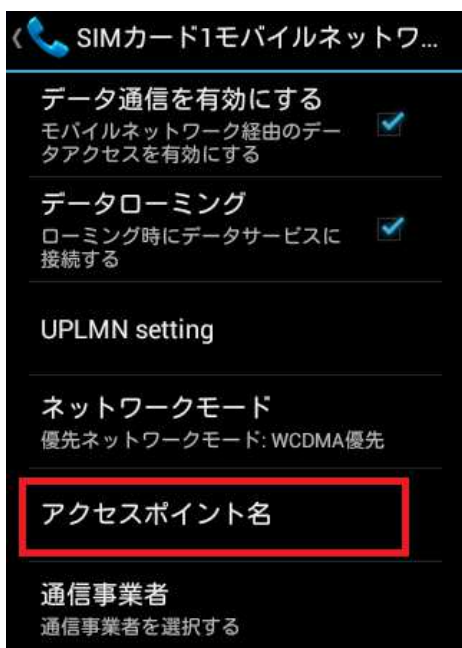 SIMカード1モバイルネットワ...
データ通信を有効にする
モバイルネットワーク経由のデー
タアクセスを有効にする
データローミング
ローミング時にデータサービスに
接続する
UPLMN setting
ネットワークモード
優先ネットワークモード: WCDMA優先
アクセスポイント名
通信事業者
通信事業者を選択する